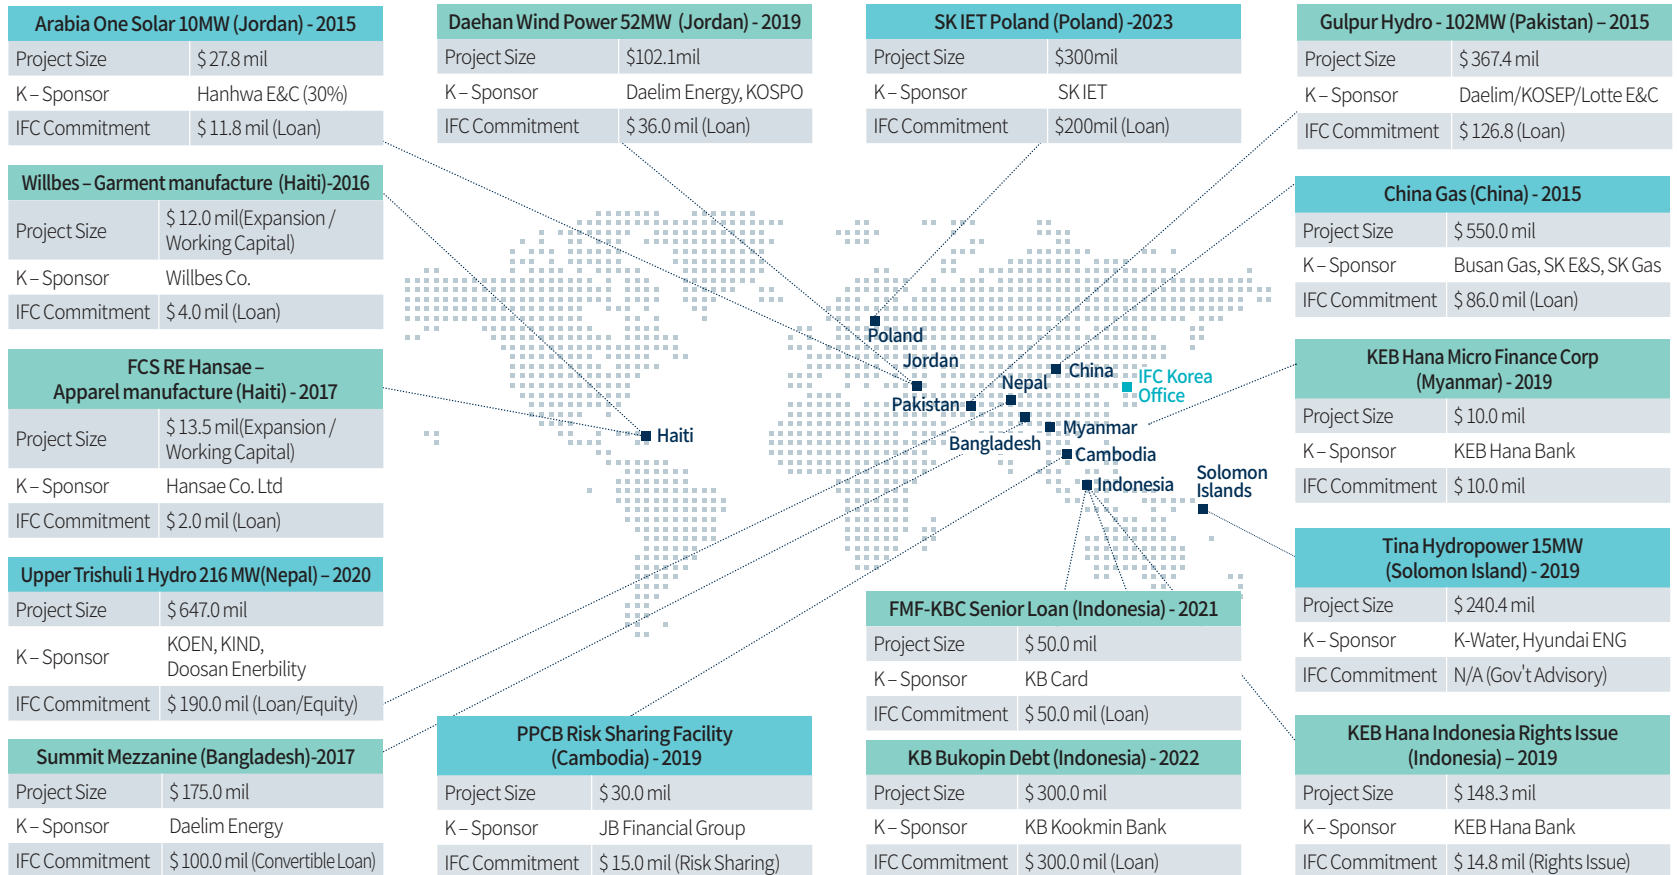 Arabia One Solar 10MW (Jordan) - 2015
Project Size $ 27.8 mil
K – Sponsor Hanhwa E&C (30%)
IFC Commitment $ 11.8 mil (Loan)
Daehan Wind Power 52MW (Jordan) - 2019
Project Size $102.1mil
K – Sponsor Daelim Energy, KOSPO
IFC Commitment $ 36.0 mil (Loan)
SK IET Poland (Poland) -2023
Project Size $300mil
K – Sponsor SK IET
IFC Commitment $200mil (Loan)
Gulpur Hydro - 102MW (Pakistan) – 2015
Project Size $ 367.4 mil
K – Sponsor Daelim/KOSEP/Lotte E&C
IFC Commitment $ 126.8 (Loan)
Willbes – Garment manufacture (Haiti)-2016
Project Size $ 12.0 mil(Expansion /
Working Capital)
K – Sponsor Willbes Co.
IFC Commitment $ 4.0 mil (Loan)
China Gas (China) - 2015
Project Size $ 550.0 mil
K – Sponsor Busan Gas, SK E&S, SK Gas
IFC Commitment $ 86.0 mil (Loan)
FCS RE Hansae –
Apparel manufacture (Haiti) - 2017
Project Size $ 13.5 mil(Expansion /
Working Capital)
K – Sponsor Hansae Co. Ltd
IFC Commitment $ 2.0 mil (Loan)
KEB Hana Micro Finance Corp
(Myanmar) - 2019
Project Size $ 10.0 mil
K – Sponsor KEB Hana Bank
IFC Commitment $ 10.0 mil
Poland
Jordan
China
Nepal
IFC Korea
Office
Pakistan
Myanmar
Bangladesh
Haiti
Cambodia
Indonesia
Solomon
Islands
Upper Trishuli 1 Hydro 216 MW(Nepal) – 2020
Project Size $ 647.0 mil
K – Sponsor KOEN, KIND,
Doosan Enerbility
IFC Commitment $ 190.0 mil (Loan/Equity)
Tina Hydropower 15MW
(Solomon Island) - 2019
Project Size $ 240.4 mil
K – Sponsor K-Water, Hyundai ENG
IFC Commitment N/A (Gov't Advisory)
FMF-KBC Senior Loan (Indonesia) - 2021
Project Size $ 50.0 mil
K – Sponsor KB Card
IFC Commitment $ 50.0 mil (Loan)
Summit Mezzanine (Bangladesh)-2017
Project Size $ 175.0 mil
K – Sponsor Daelim Energy
IFC Commitment $ 100.0 mil (Convertible Loan)
PPCB Risk Sharing Facility
(Cambodia) - 2019
Project Size $ 30.0 mil
K – Sponsor JB Financial Group
IFC Commitment $ 15.0 mil (Risk Sharing)
KB Bukopin Debt (Indonesia) - 2022
Project Size $ 300.0 mil
K – Sponsor KB Kookmin Bank
IFC Commitment $ 300.0 mil (Loan)
KEB Hana Indonesia Rights Issue
(Indonesia) – 2019
Project Size $ 148.3 mil
K – Sponsor KEB Hana Bank
IFC Commitment $ 14.8 mil (Rights Issue)